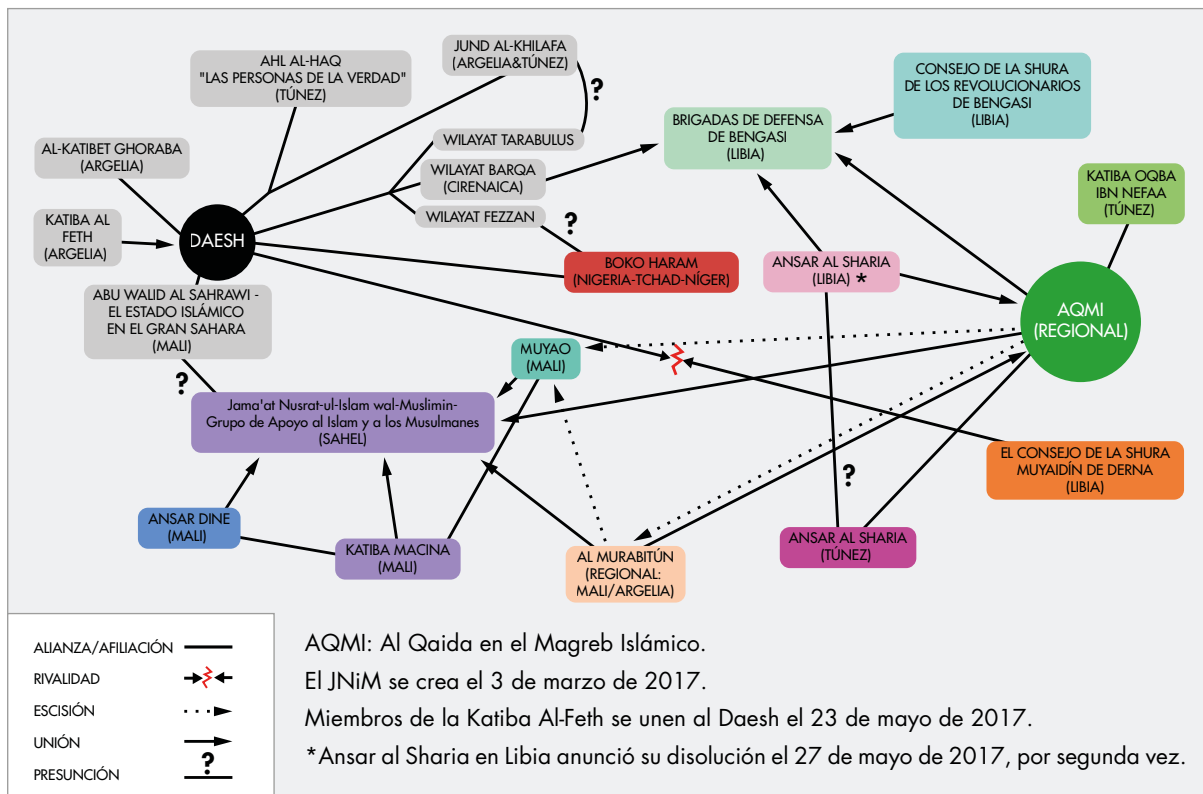 AHL AL-HAQ
"LAS PERSONAS DE LA VERDAD"
(TÚNEZ)
JUND AL-KHILAFA
(ARGELIA&TÚNEZ)
?
CONSEJO DE LA SHURA
DE LOS REVOLUCIONARIOS
DE BENGASI
(LIBIA)
BRIGADAS DE DEFENSA
DE BENGASI
(LIBIA)
AL-KATIBET GHORABA
(ARGELIA)
WILAYAT TARABULUS
WILAYAT BARQA
(CIRENAICA)
WILAYAT FEZZAN
?
KATIBA OQBA
IBN NEFAA
(TÚNEZ)
KATIBA AL
FETH
(ARGELIA)
DAESH
BOKO HARAM
(NIGERIA-TCHAD-NÍGER)
ANSAR AL SHARIA
(LIBIA) *
AQMI
(REGIONAL)
ABU WALID AL SAHRAWI -
EL ESTADO ISLÁMICO
EN EL GRAN SAHARA
(MALI)
?
MUYAO
(MALI)
Jama'at Nusrat-ul-Islam wal-Muslimin-
Grupo de Apoyo al Islam y a los Musulmanes
(SAHEL)
EL CONSEJO DE LA SHURA
MUYAIDÍN DE DERNA
(LIBIA)
?
ANSAR DINE
(MALI)
KATIBA MACINA
(MALI)
AL MURABITÚN
(REGIONAL:
MALI/ARGELIA)
ANSAR AL SHARIA
(TÚNEZ)
ALIANZA/AFILIACIÓN
RIVALIDAD
ESCISIÓN
UNIÓN
PRESUNCIÓN ?
AQMI: Al Qaida en el Magreb Islámico.
El JNiM se crea el 3 de marzo de 2017.
Miembros de la Katiba Al-Feth se unen al Daesh el 23 de mayo de 2017.
*Ansar al Sharia en Libia anunció su disolución el 27 de mayo de 2017, por segunda vez.